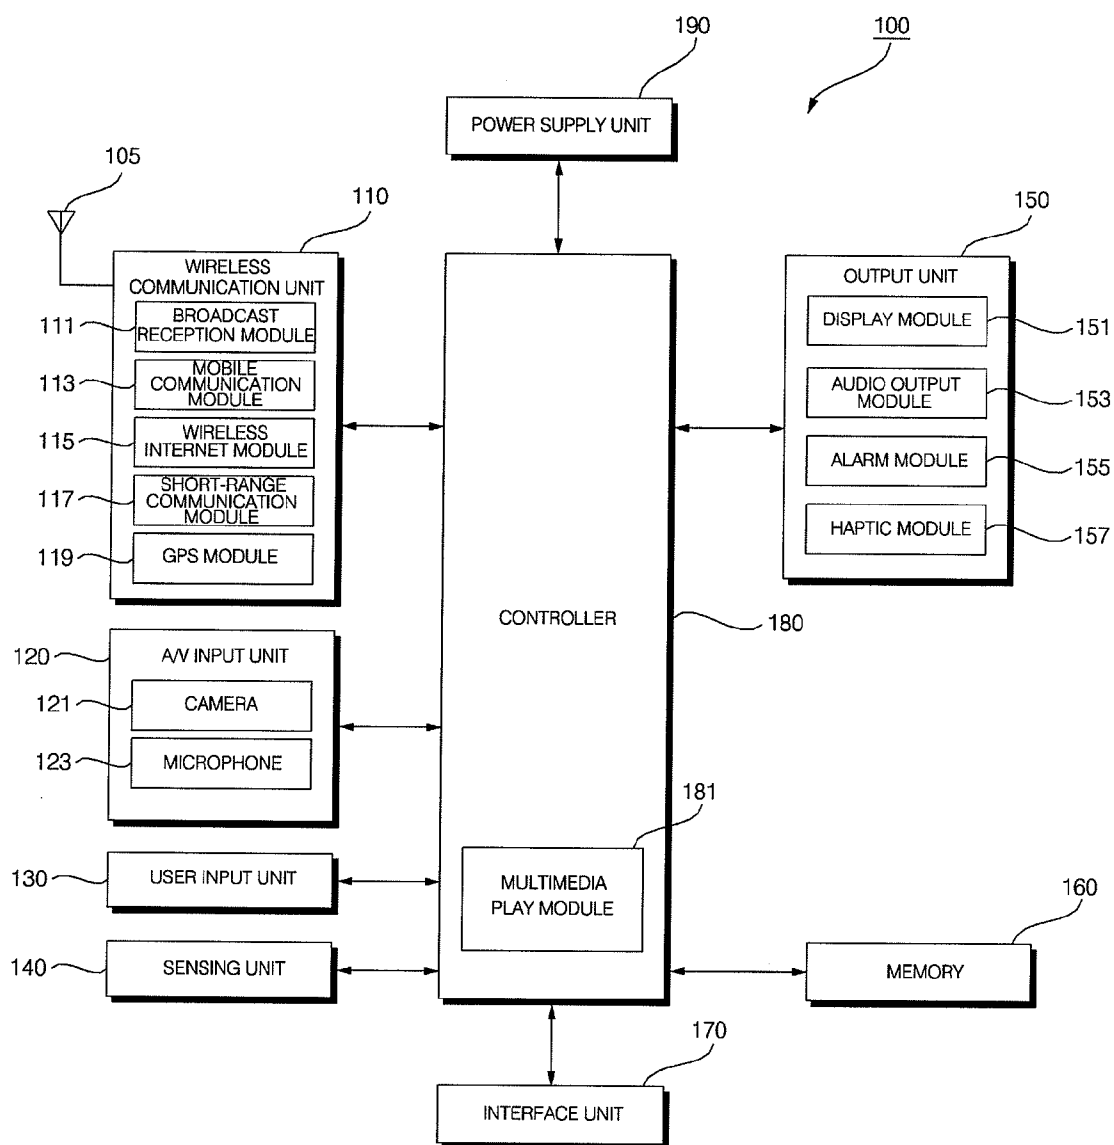 190
100
POWER SUPPLY UNIT
105
110
150
WIRELESS
COMMUNICATION UNIT
111
BROADCAST
RECEPTION MODULE
113
MOBILE
COMMUNICATION
MODULE
115
WIRELESS
INTERNET MODULE
117
SHORT-RANGE
COMMUNICATION
MODULE
119
GPS MODULE
OUTPUT UNIT
DISPLAY MODULE
151
AUDIO OUTPUT
MODULE
153
ALARM MODULE
155
HAPTIC MODULE
157
CONTROLLER
180
120
A/V INPUT UNIT
121
CAMERA
123
MICROPHONE
181
MULTIMEDIA
PLAY MODULE
130
USER INPUT UNIT
140
SENSING UNIT
160
MEMORY
170
INTERFACE UNIT